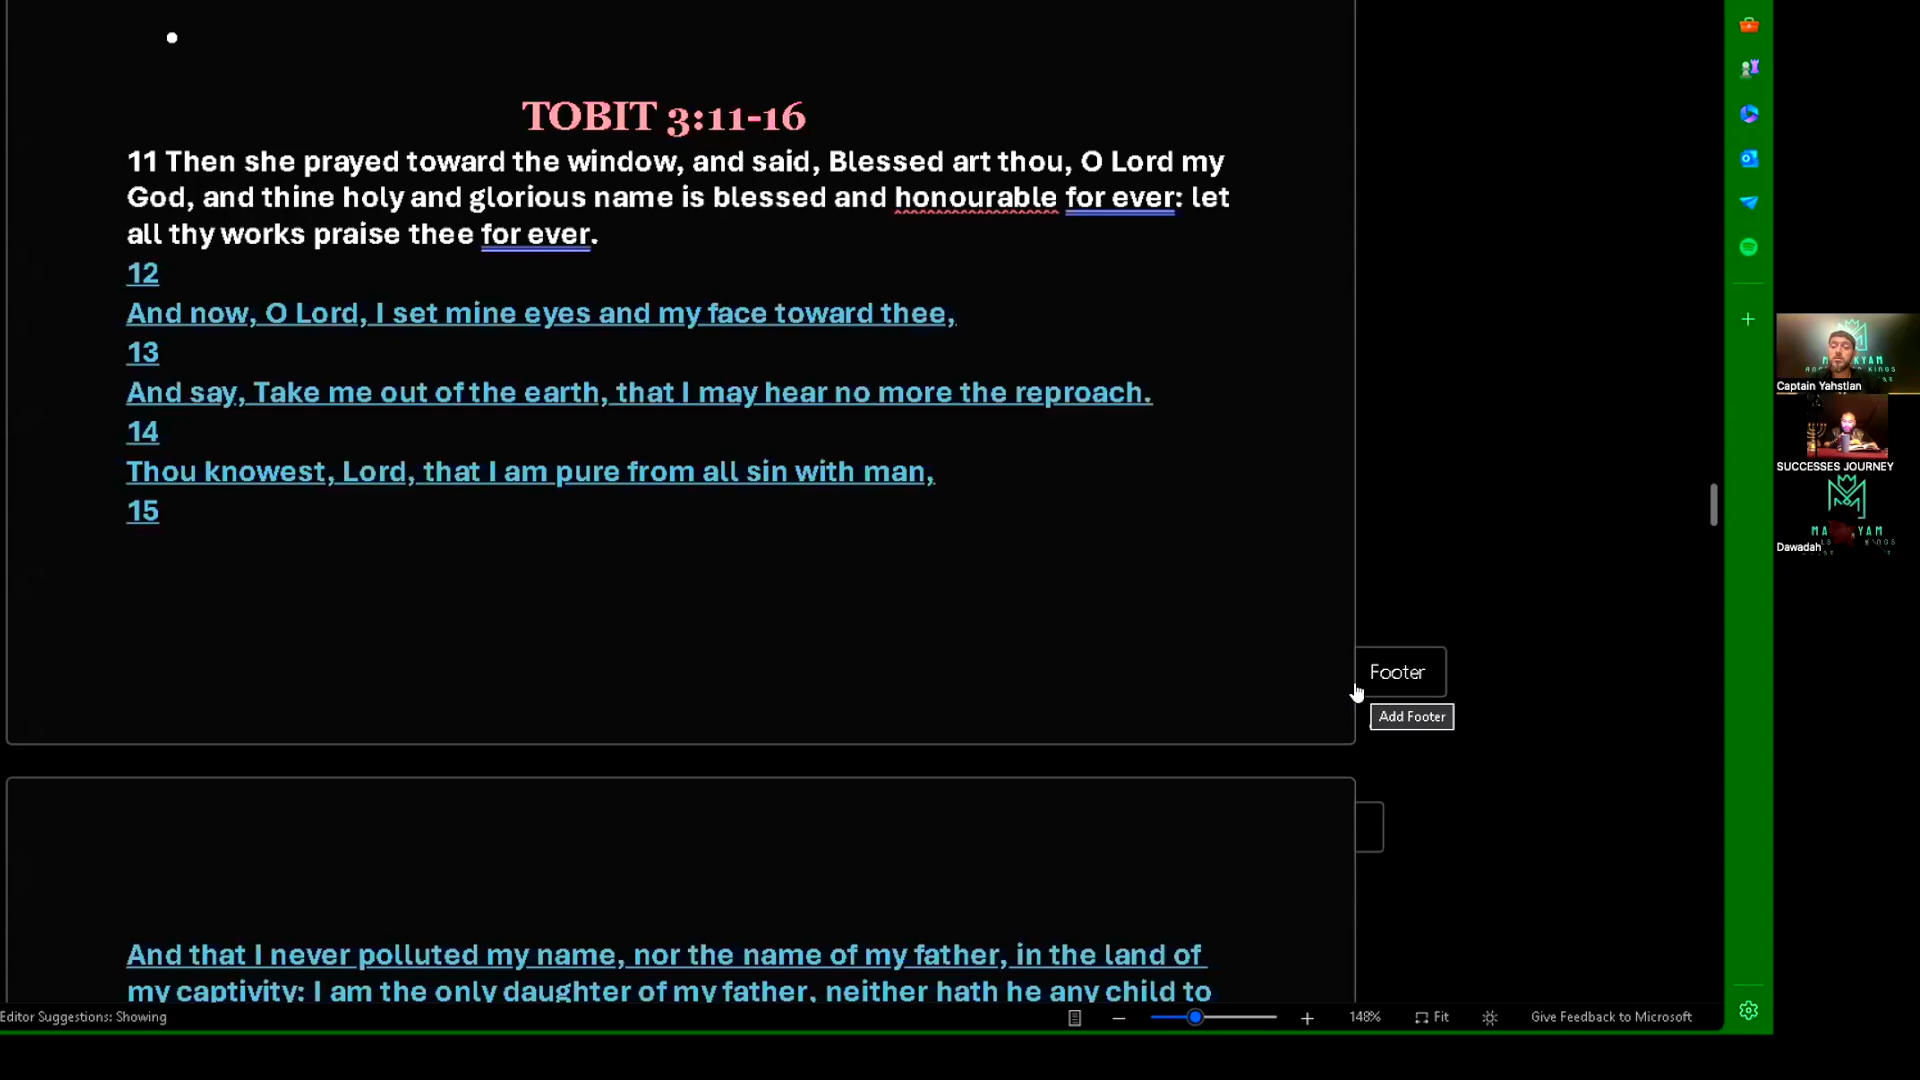 TOBIT 3:11-16
11 Then she prayed toward the window, and said, Blessed art thou, O Lord my
God, and thine holy and glorious name is blessed and honourable for ever: let
all thy works praise thee for ever.
12
And now, O Lord, I set mine eyes and my face toward thee,
13
And say, Take me out of the earth, that I may hear no more the reproach.
14
Thou knowest, Lord, that I am pure from all sin with man,
15
Footer
Add Footer
And that I never polluted my name, nor the name of my father, in the land of
my captivity: I am the only daughter of my father, neither hath he any child to
Editor Suggestions: Showing
148%
Fit
Give Feedback to Microsoft
Captain Yahstlan
SUCCESSES JOURNEY
Dawadah